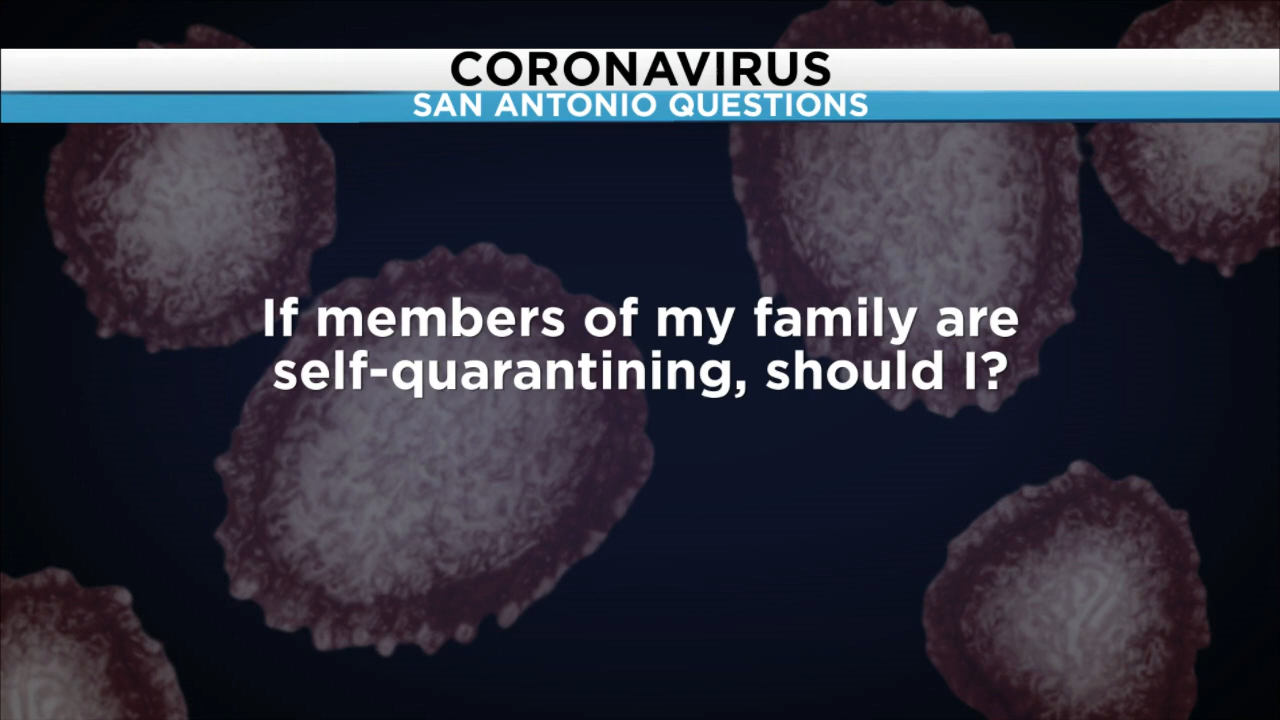 CORONAVIRUS
SAN ANTONIO QUESTIONS
If members of my family are
self-quarantining, should I?